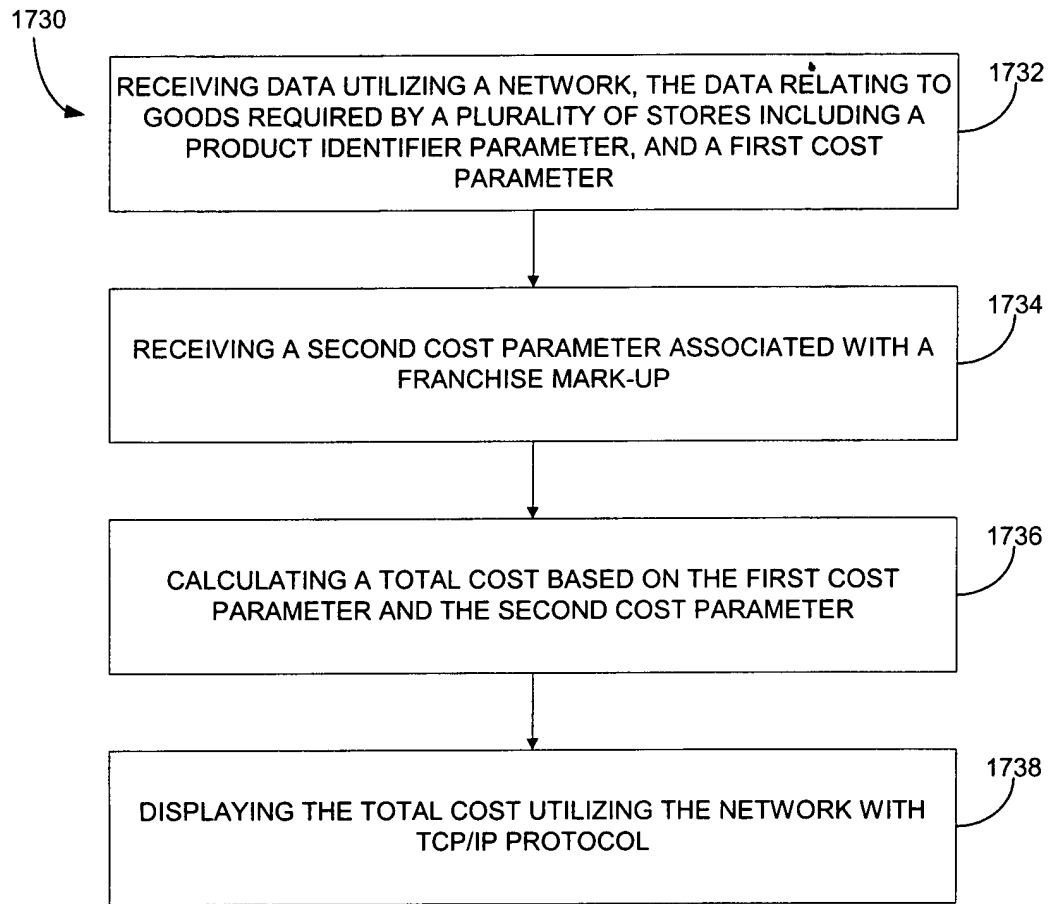 1730
RECEIVING DATA UTILIZING A NETWORK, THE DATA RELATING TO
GOODS REQUIRED BY A PLURALITY OF STORES INCLUDING A
PRODUCT IDENTIFIER PARAMETER, AND A FIRST COST
PARAMETER
1732
RECEIVING A SECOND COST PARAMETER ASSOCIATED WITH A
FRANCHISE MARK-UP
1734
CALCULATING A TOTAL COST BASED ON THE FIRST COST
PARAMETER AND THE SECOND COST PARAMETER
1736
DISPLAYING THE TOTAL COST UTILIZING THE NETWORK WITH
TCP/IP PROTOCOL
1738